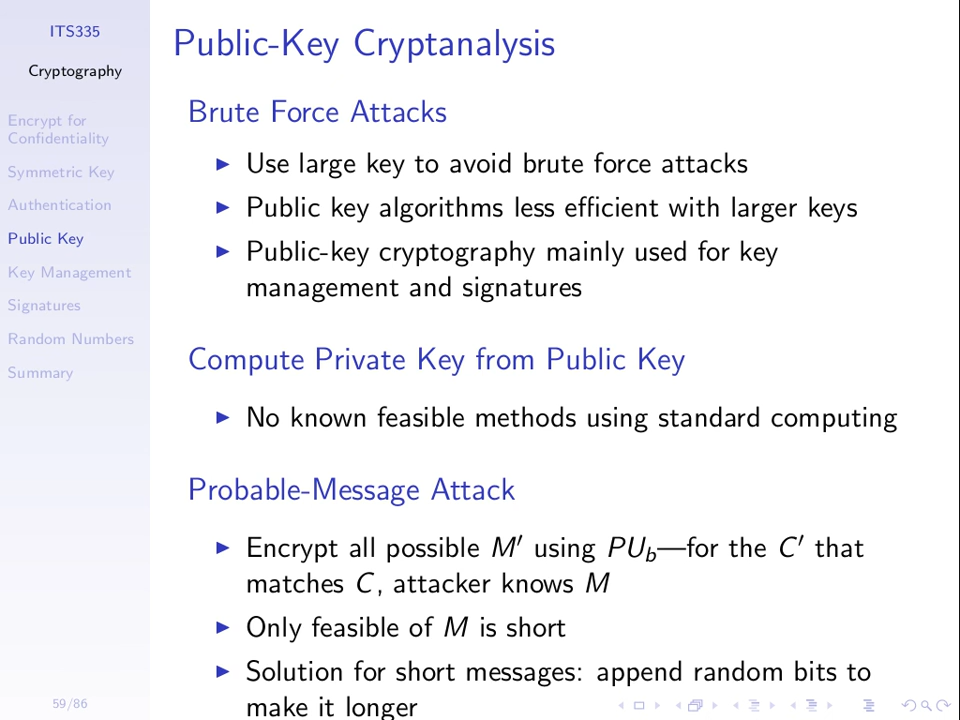 ITS335
Cryptography
Encrypt for
Confidentiality
Symmetric Key
Authentication
Public Key
Key Management
Signatures
Random Numbers
Summary
59/86
Public-Key Cryptanalysis
Brute Force Attacks
Use large key to avoid brute force attacks
Public key algorithms less efficient with larger keys
Public-key cryptography mainly used for key
management and signatures
Compute Private Key from Public Key
No known feasible methods using standard computing
Probable-Message Attack
Encrypt all possible M′ using PU_b—for the C′ that
matches C, attacker knows M
Only feasible of M is short
Solution for short messages: append random bits to
make it longer